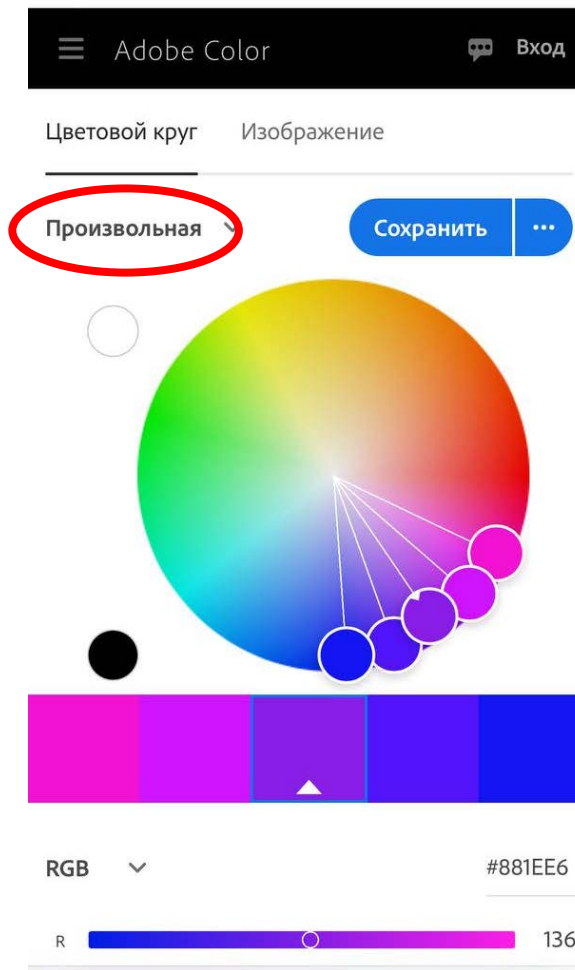 Adobe Color
Вход
Цветовой круг Изображение
Произвольная
Сохранить
RGB #881EE6
R 136